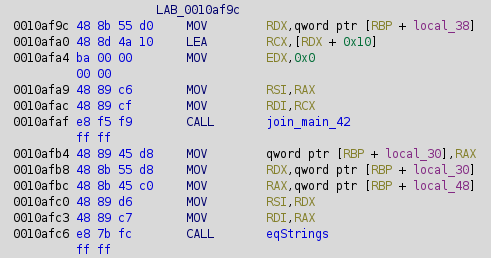 LAB_0010af9c
0010af9c 48 8b 55 d0 MOV RDX,qword ptr [RBP + local_38]
0010afa0 48 8d 4a 10 LEA RCX,[RDX + 0x10]
0010afa4 ba 00 00 MOV EDX,0x0
00 00
0010afa9 48 89 c6 MOV RSI,RAX
0010afac 48 89 cf MOV RDI,RCX
0010afaf e8 f5 f9 CALL join_main_42
ff ff
0010afb4 48 89 45 d8 MOV qword ptr [RBP + local_30],RAX
0010afb8 48 8b 55 d8 MOV RDX,qword ptr [RBP + local_30]
0010afbc 48 8b 45 c0 MOV RAX,qword ptr [RBP + local_48]
0010afc0 48 89 d6 MOV RSI,RDX
0010afc3 48 89 c7 MOV RDI,RAX
0010afc6 e8 7b fc CALL eqStrings
ff ff